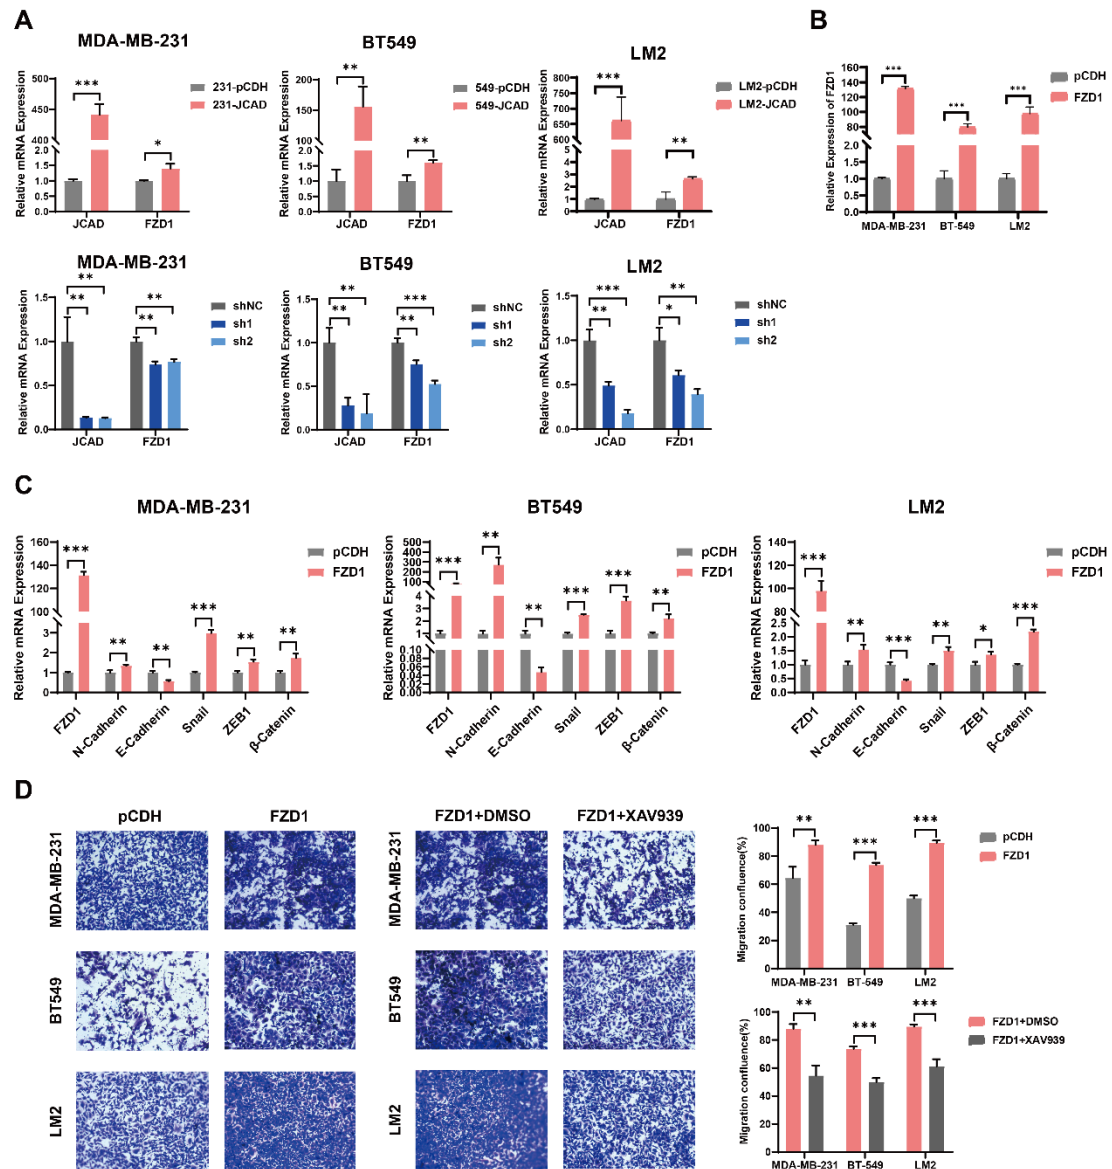 A
MDA-MB-231
Relative mRNA Expression
500
450
400
350
300
2.0
1.5
1.0
0.5
0.0
***
*
JCAD
FZD1
231-pCDH
231-JCAD
BT549
Relative mRNA Expression
200
150
100
50
2.0
1.5
1.0
0.5
0.0
**
**
JCAD
FZD1
549-pCDH
549-JCAD
LM2
Relative mRNA Expression
800
750
700
650
600
550
500
4
3
2
1
0
***
**
JCAD
FZD1
LM2-pCDH
LM2-JCAD
B
Relative Expression of FZD1
160
140
120
100
80
60
2.0
1.5
1.0
0.5
0.0
***
***
***
MDA-MB-231
BT-549
LM2
pCDH
FZD1
MDA-MB-231
Relative mRNA Expression
1.5
1.0
0.5
0.0
**
**
**
**
JCAD
FZD1
shNC
sh1
sh2
BT549
Relative mRNA Expression
1.5
1.0
0.5
0.0
**
**
***
**
JCAD
FZD1
shNC
sh1
sh2
LM2
Relative mRNA Expression
1.5
1.0
0.5
0.0
***
**
**
*
JCAD
FZD1
shNC
sh1
sh2
C
MDA-MB-231
Relative mRNA Expression
160
140
120
100
4
3
2
1
0
***
**
**
***
**
**
FZD1
N-Cadherin
E-Cadherin
Snail
ZEB1
β-Catenin
pCDH
FZD1
BT549
Relative mRNA Expression
500
400
300
200
100
4
3
2
1
0.10
0.08
0.06
0.04
0.02
0.00
***
**
**
***
***
**
FZD1
N-Cadherin
E-Cadherin
Snail
ZEB1
β-Catenin
pCDH
FZD1
LM2
Relative mRNA Expression
140
120
100
80
60
2.5
2.0
1.5
1.0
0.5
0.0
***
**
***
**
*
***
FZD1
N-Cadherin
E-Cadherin
Snail
ZEB1
β-Catenin
pCDH
FZD1
D
pCDH
FZD1
FZD1+DMSO
FZD1+XAV939
MDA-MB-231
MDA-MB-231
BT549
BT549
LM2
LM2
Migration confluence(%)
100
80
60
40
20
0
**
***
***
MDA-MB-231
BT-549
LM2
pCDH
FZD1
Migration confluence(%)
100
80
60
40
20
0
**
***
***
MDA-MB-231
BT-549
LM2
FZD1+DMSO
FZD1+XAV939